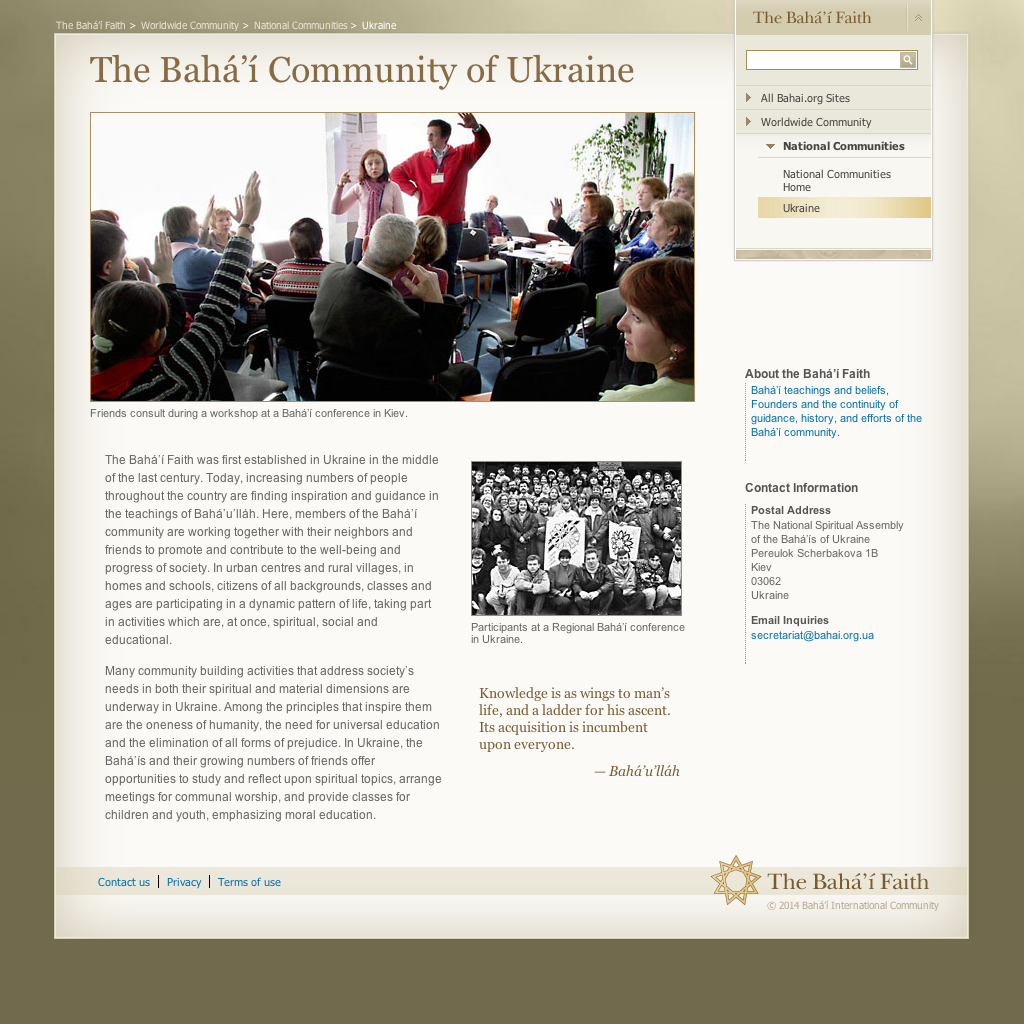 The Bahá’í Faith > Worldwide Community > National Communities > Ukraine
The Bahá’í Faith
The Bahá’í Community of Ukraine
All Bahai.org Sites
Worldwide Community
National Communities
National Communities
Home
Ukraine
Friends consult during a workshop at a Bahá’í conference in Kiev.
The Bahá’í Faith was first established in Ukraine in the middle
of the last century. Today, increasing numbers of people
throughout the country are finding inspiration and guidance in
the teachings of Bahá’u’lláh. Here, members of the Bahá’í
community are working together with their neighbors and
friends to promote and contribute to the well-being and
progress of society. In urban centres and rural villages, in
homes and schools, citizens of all backgrounds, classes and
ages are participating in a dynamic pattern of life, taking part
in activities which are, at once, spiritual, social and
educational.
Many community building activities that address society’s
needs in both their spiritual and material dimensions are
underway in Ukraine. Among the principles that inspire them
are the oneness of humanity, the need for universal education
and the elimination of all forms of prejudice. In Ukraine, the
Bahá’ís and their growing numbers of friends offer
opportunities to study and reflect upon spiritual topics, arrange
meetings for communal worship, and provide classes for
children and youth, emphasizing moral education.
Participants at a Regional Bahá’í conference
in Ukraine.
Knowledge is as wings to man’s
life, and a ladder for his ascent.
Its acquisition is incumbent
upon everyone.
— Bahá’u’lláh
About the Bahá’í Faith
Bahá’í teachings and beliefs,
Founders and the continuity of
guidance, history, and efforts of the
Bahá’í community.
Contact Information
Postal Address
The National Spiritual Assembly
of the Bahá’ís of Ukraine
Pereulok Scherbakova 1B
Kiev
03062
Ukraine
Email Inquiries
secretariat@bahai.org.ua
Contact us | Privacy | Terms of use
The Bahá’í Faith
© 2014 Bahá’í International Community